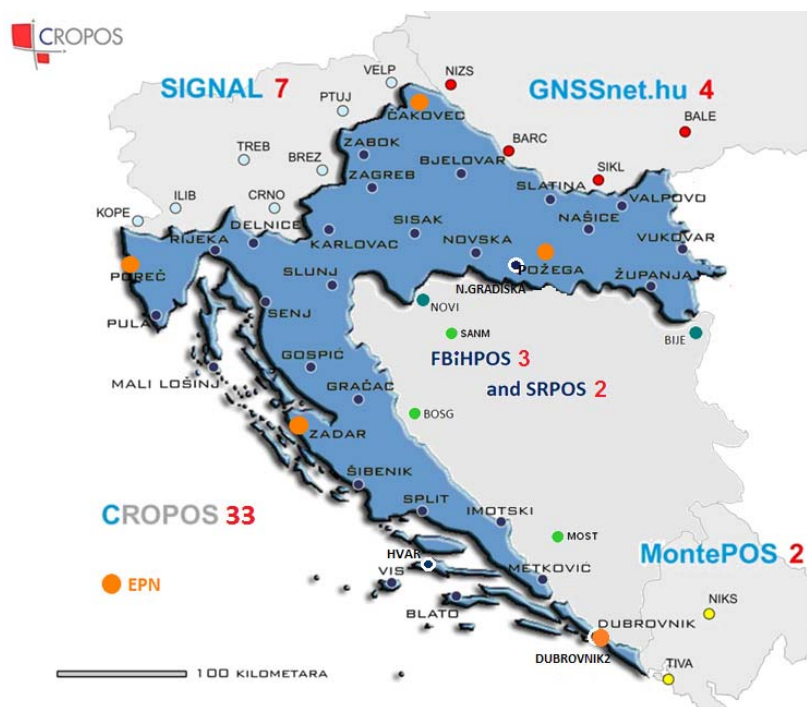 CROPOS
VELP
NIZS
SIGNAL 7
GNSSnet.hu 4
PTUJ
ČAKOVEC
BALE
TREB
ZABOK
BARC
BREZ
BJELOVAR
SIKL
ZAGREB
SLATINA
VALPOVO
ILIB
CRNO
KOPE
DELNICE
SISAK
NAŠICE
RIJEKA
KARLOVAC
NOVSKA
VUKOVAR
POREČ
SLUNJ
POŽEGA
ŽUPANJA
N.GRADIŠKA
NOVI
PULA
SENJ
SANM
BIJE
GOSPIĆ
FBiHPOS 3
MALI LOŠINJ
GRAČAC
and SRPOS 2
BOSG
ZADAR
ŠIBENIK
SPLIT
IMOTSKI
CROPOS 33
MOST
HVAR
MontePOS 2
VIS
METKOVIĆ
EPN
NIKS
BLATO
DUBROVNIK
DUBROVNIK2
TIVA
100 KILOMETARA